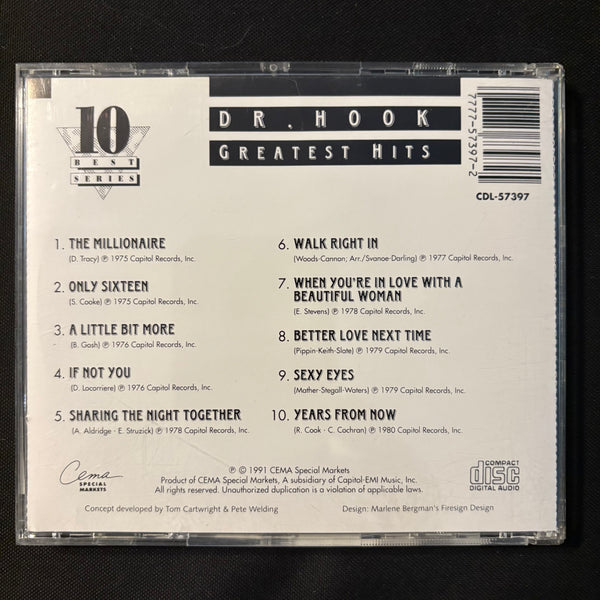 10
BEST
SERIES
DR. HOOK
GREATEST HITS
7777-57397-2
CDL-57397
1. THE MILLIONAIRE
(D. Tracy) ℗ 1975 Capitol Records, Inc.
2. ONLY SIXTEEN
(S. Cooke) ℗ 1975 Capitol Records, Inc.
3. A LITTLE BIT MORE
(B. Gosh) ℗ 1976 Capitol Records, Inc.
4. IF NOT YOU
(D. Locorriere) ℗ 1976 Capitol Records, Inc.
5. SHARING THE NIGHT TOGETHER
(A. Aldridge - E. Struzick) ℗ 1978 Capitol Records, Inc.
6. WALK RIGHT IN
(Woods-Cannon; Arr./Svanoe-Darling) ℗ 1977 Capitol Records, Inc.
7. WHEN YOU'RE IN LOVE WITH A
BEAUTIFUL WOMAN
(E. Stevens) ℗ 1978 Capitol Records, Inc.
8. BETTER LOVE NEXT TIME
(Pippin-Keith-Slate) ℗ 1979 Capitol Records, Inc.
9. SEXY EYES
(Mather-Stegall-Waters) ℗ 1979 Capitol Records, Inc.
10. YEARS FROM NOW
(R. Cook - C. Cochran) ℗ 1980 Capitol Records, Inc.
Cema
SPECIAL
MARKETS
℗ © 1991 CEMA Special Markets
Product of CEMA Special Markets, A subsidiary of Capitol-EMI Music, Inc.
All rights reserved. Unauthorized duplication is a violation of applicable laws.
COMPACT
disc
DIGITAL AUDIO
Concept developed by Tom Cartwright & Pete Welding
Design: Marlene Bergman's Firesign Design